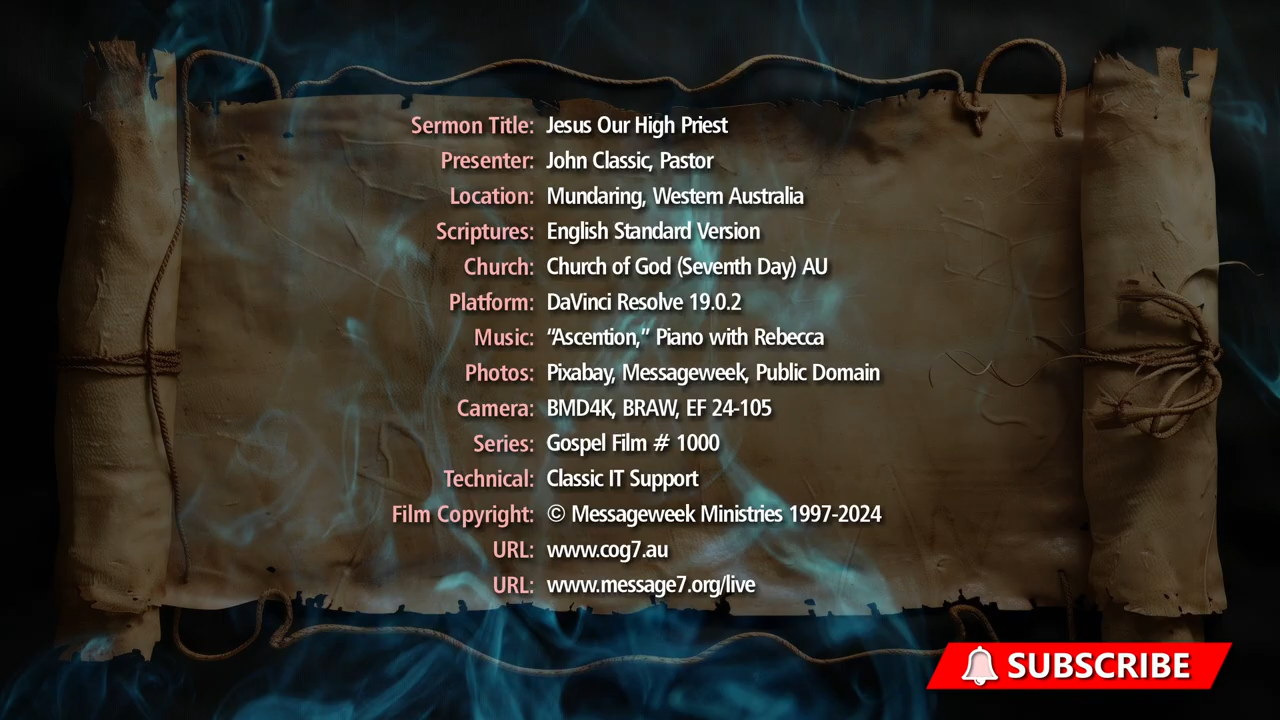 Sermon Title: Jesus Our High Priest
Presenter: John Classic, Pastor
Location: Mundaring, Western Australia
Scriptures: English Standard Version
Church: Church of God (Seventh Day) AU
Platform: DaVinci Resolve 19.0.2
Music: “Ascention,” Piano with Rebecca
Photos: Pixabay, Messageweek, Public Domain
Camera: BMD4K, BRAW, EF 24-105
Series: Gospel Film # 1000
Technical: Classic IT Support
Film Copyright: © Messageweek Ministries 1997-2024
URL: www.cog7.au
URL: www.message7.org/live
SUBSCRIBE